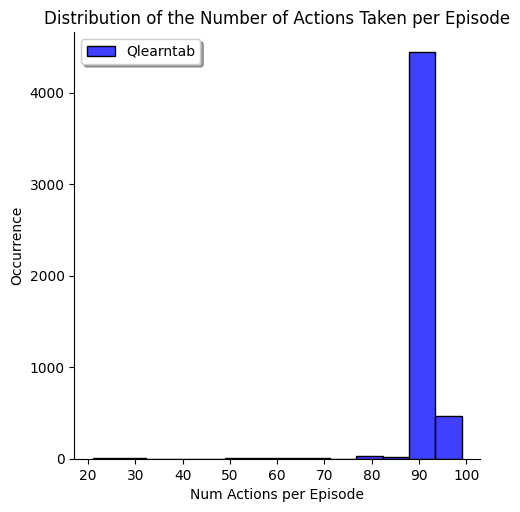 Distribution of the Number of Actions Taken per Episode
Qlearntab
Occurrence
4000
3000
2000
1000
0
20 30 40 50 60 70 80 90 100
Num Actions per Episode